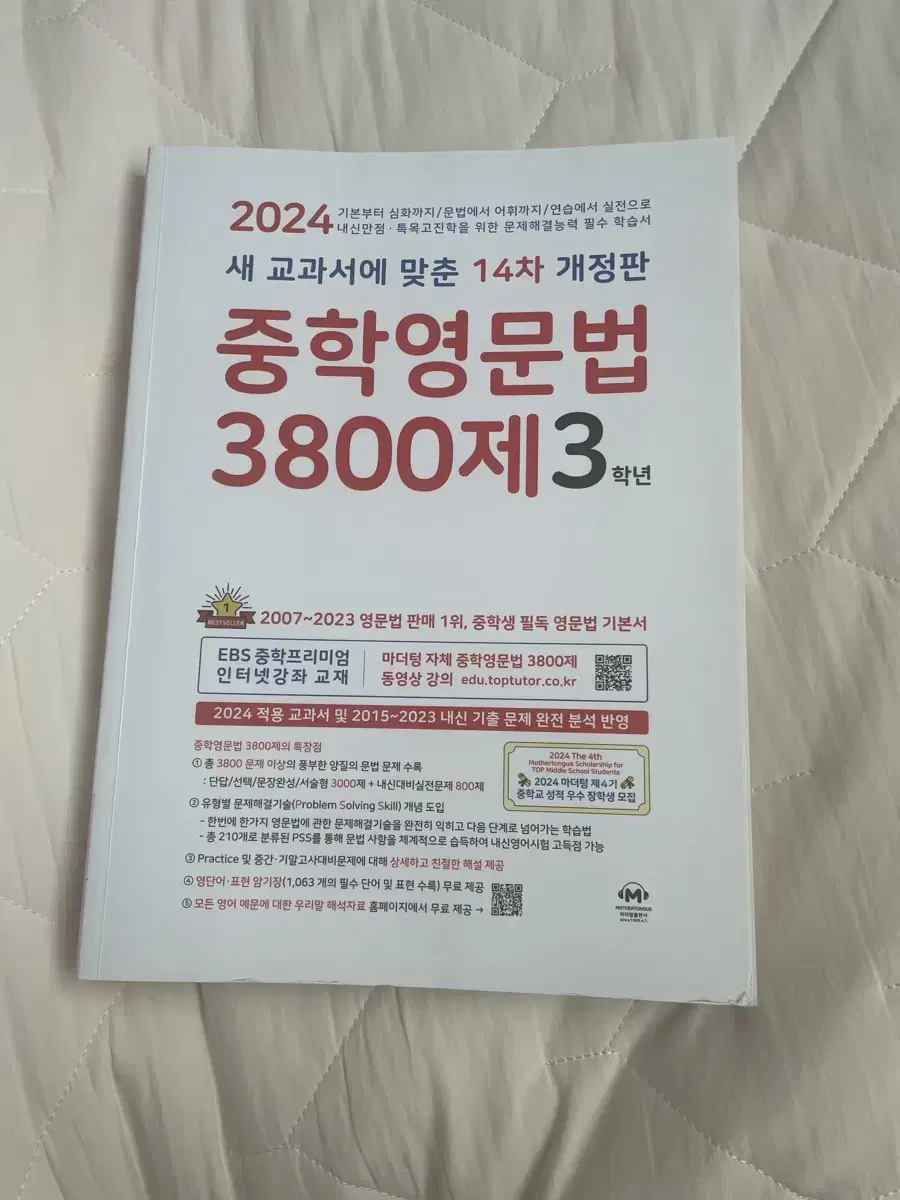 2024
기본부터 심화까지/문법에서 어휘까지/연습에서 실전으로
내신만점 · 특목고진학을 위한 문제해결능력 필수 학습서
새 교과서에 맞춘 14차 개정판
중학영문법
3800제 3 학년
1
BESTSELLER
2007~2023 영문법 판매 1위, 중학생 필독 영문법 기본서
EBS 중학프리미엄
인터넷강좌 교재
마더텅 자체 중학영문법 3800제
동영상 강의 edu.toptutor.co.kr
2024 적용 교과서 및 2015~2023 내신 기출 문제 완전 분석 반영
중학영문법 3800제의 특장점
① 총 3800 문제 이상의 풍부한 양질의 문법 문제 수록
: 단답/선택/문장완성/서술형 3000제 + 내신대비실전문제 800제
② 유형별 문제해결기술(Problem Solving Skill) 개념 도입
- 한번에 한가지 영문법에 관한 문제해결기술을 완전히 익히고 다음 단계로 넘어가는 학습법
- 총 210개로 분류된 PSS를 통해 문법 사항을 체계적으로 습득하여 내신영어시험 고득점 가능
③ Practice 및 중간·기말고사대비문제에 대해 상세하고 친절한 해설 제공
④ 영단어·표현 암기장(1,063 개의 필수 단어 및 표현 수록) 무료 제공
⑤ 모든 영어 예문에 대한 우리말 해석자료 홈페이지에서 무료 제공 →
2024 The 4th
Mothertongue Scholarship for
TOP Middle School Students
2024 마더텅 제4기
중학교 성적 우수 장학생 모집
MOTHERTONGUE
마더텅출판사
since 1999.4.1.